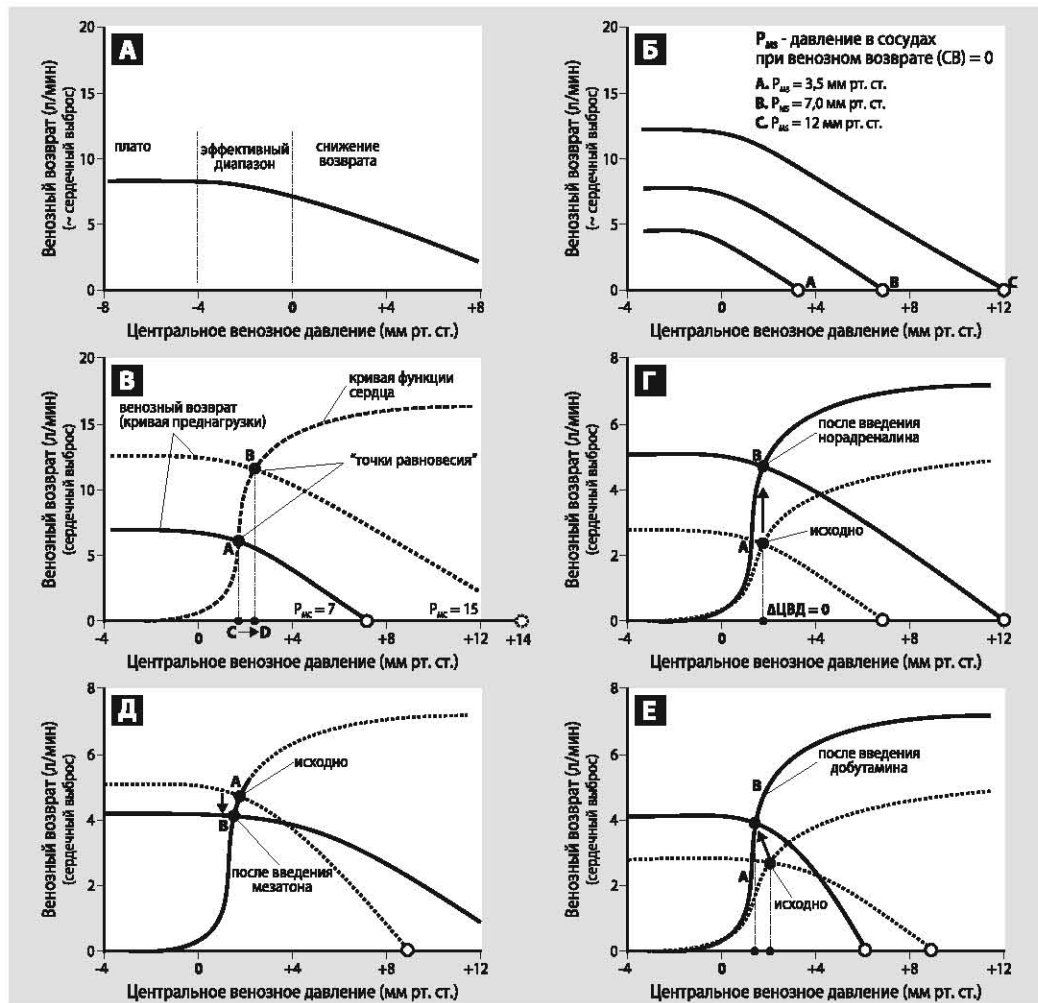 А
Венозный возврат (л/мин)
(~ сердечный выброс)
20
15
10
5
0
плато
эффективный
диапазон
снижение
возврата
-8
-4
0
+4
+8
Центральное венозное давление (мм рт. ст.)
Б
Венозный возврат (л/мин)
(~ сердечный выброс)
20
15
10
5
0
P_MS - давление в сосудах
при венозном возврате (СВ) = 0
A. P_MS = 3,5 мм рт. ст.
B. P_MS = 7,0 мм рт. ст.
C. P_MS = 12 мм рт. ст.
A
B
C
-4
0
+4
+8
+12
Центральное венозное давление (мм рт. ст.)
В
Венозный возврат (л/мин)
(сердечный выброс)
20
15
10
5
0
кривая функции
сердца
венозный возврат
(кривая преднагрузки)
B
"точки равновесия"
A
P_MC = 7
P_MC = 15
-4
0
C → D
+4
+8
+12
+14
Центральное венозное давление (мм рт. ст.)
Г
Венозный возврат (л/мин)
(сердечный выброс)
8
6
4
2
0
после введения
норадреналина
B
A
исходно
ΔЦВД = 0
-4
0
+4
+8
+12
Центральное венозное давление (мм рт. ст.)
Д
Венозный возврат (л/мин)
(сердечный выброс)
8
6
4
2
0
A
исходно
B
после введения
мезатона
-4
0
+4
+8
+12
Центральное венозное давление (мм рт. ст.)
Е
Венозный возврат (л/мин)
(сердечный выброс)
8
6
4
2
0
после введения
добутамина
B
A
исходно
-4
0
+4
+8
+12
Центральное венозное давление (мм рт. ст.)